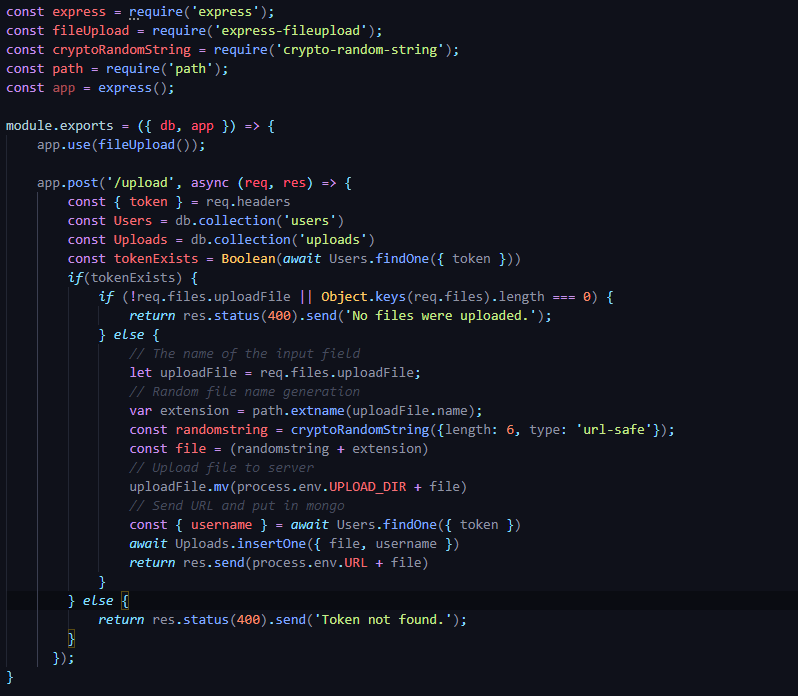 const express = require('express');
const fileUpload = require('express-fileupload');
const cryptoRandomString = require('crypto-random-string');
const path = require('path');
const app = express();

module.exports = ({ db, app }) => {
    app.use(fileUpload());

    app.post('/upload', async (req, res) => {
        const { token } = req.headers
        const Users = db.collection('users')
        const Uploads = db.collection('uploads')
        const tokenExists = Boolean(await Users.findOne({ token }))
        if(tokenExists) {
            if (!req.files.uploadFile || Object.keys(req.files).length === 0) {
                return res.status(400).send('No files were uploaded.');
            } else {
                // The name of the input field
                let uploadFile = req.files.uploadFile;
                // Random file name generation
                var extension = path.extname(uploadFile.name);
                const randomstring = cryptoRandomString({length: 6, type: 'url-safe'});
                const file = (randomstring + extension)
                // Upload file to server
                uploadFile.mv(process.env.UPLOAD_DIR + file)
                // Send URL and put in mongo
                const { username } = await Users.findOne({ token })
                await Uploads.insertOne({ file, username })
                return res.send(process.env.URL + file)
            }
        } else {
            return res.status(400).send('Token not found.');
        }
      });
}